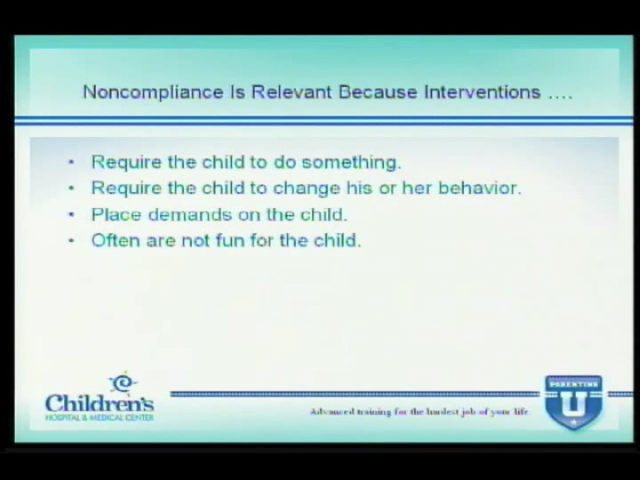 Noncompliance Is Relevant Because Interventions ....
• Require the child to do something.
• Require the child to change his or her behavior.
• Place demands on the child.
• Often are not fun for the child.
Children's
HOSPITAL & MEDICAL CENTER
Advanced training for the hardest job of your life.
PARENTING
U